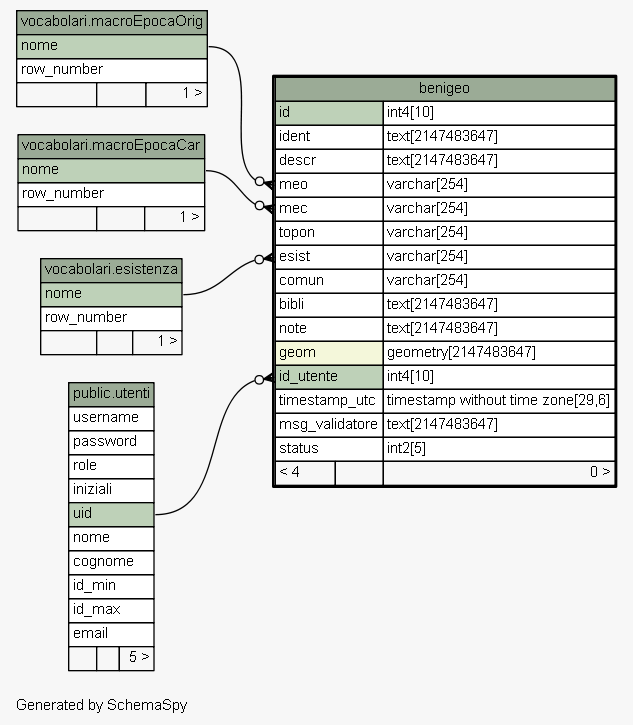 vocabolari.macroEpocaOrig
nome
row_number
1 >
vocabolari.macroEpocaCar
nome
row_number
1 >
vocabolari.esistenza
nome
row_number
1 >
public.utenti
username
password
role
iniziali
uid
nome
cognome
id_min
id_max
email
5 >
benigeo
id int4[10]
ident text[2147483647]
descr text[2147483647]
meo varchar[254]
mec varchar[254]
topon varchar[254]
esist varchar[254]
comun varchar[254]
bibli text[2147483647]
note text[2147483647]
geom geometry[2147483647]
id_utente int4[10]
timestamp_utc timestamp without time zone[29,6]
msg_validatore text[2147483647]
status int2[5]
< 4 0 >
Generated by SchemaSpy